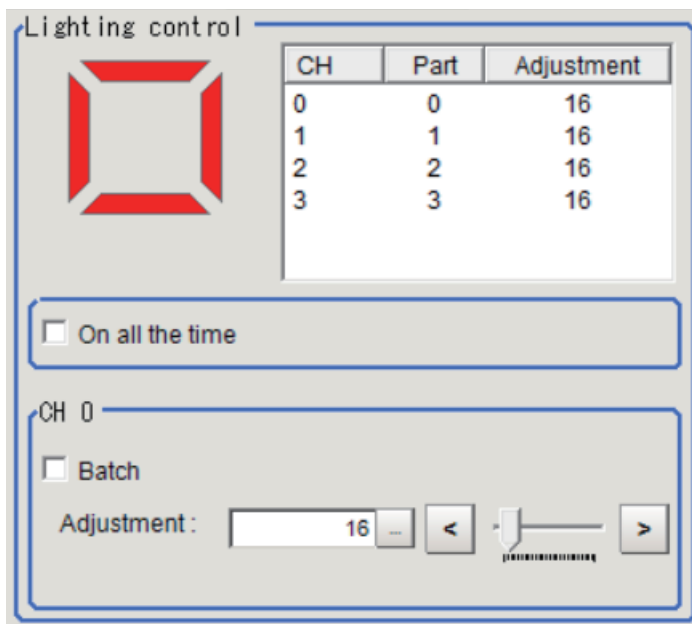 Lighting control
CH Part Adjustment
0 0 16
1 1 16
2 2 16
3 3 16
On all the time
CH 0
Batch
Adjustment : 16 ... < >